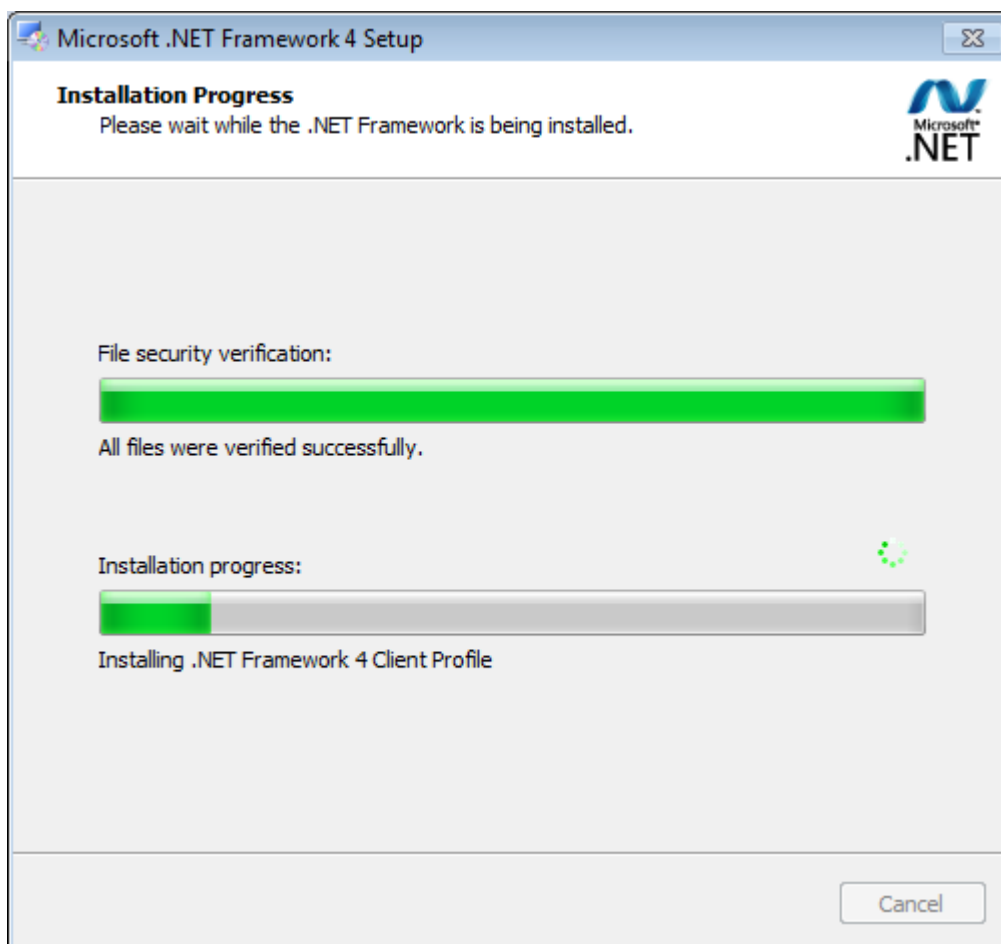 Microsoft .NET Framework 4 Setup
Installation Progress
Please wait while the .NET Framework is being installed.
Microsoft®
.NET
File security verification:
All files were verified successfully.
Installation progress:
Installing .NET Framework 4 Client Profile
Cancel